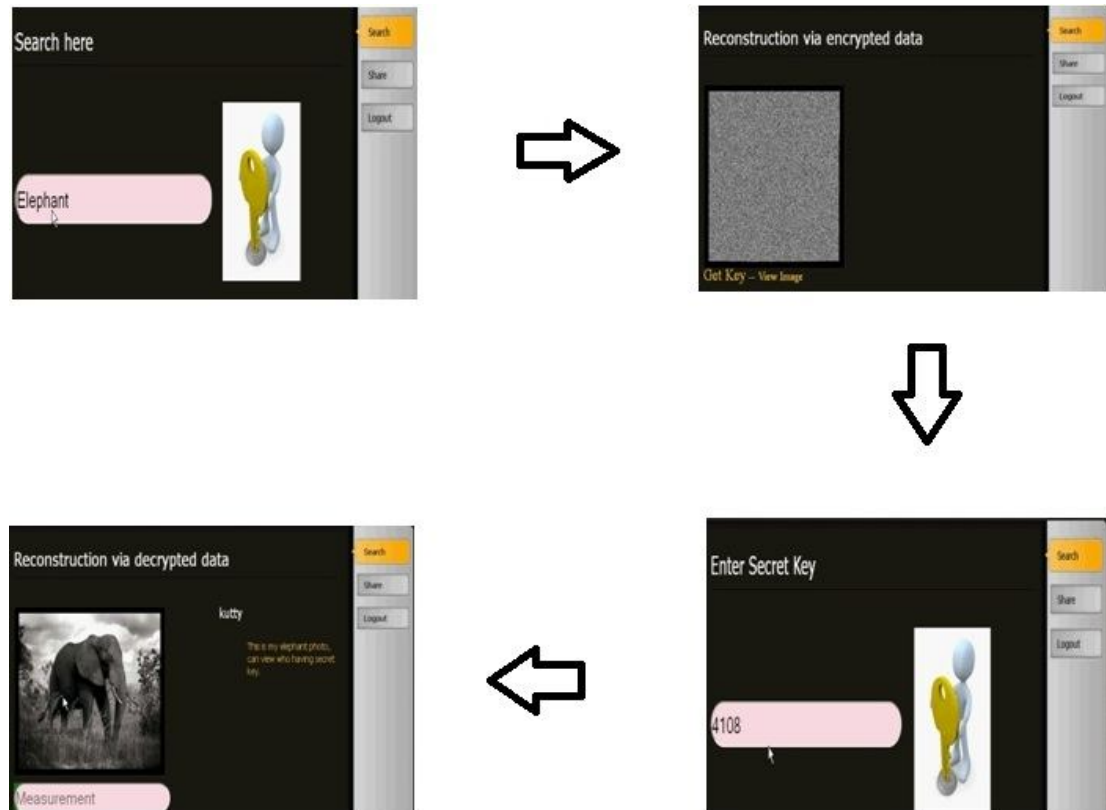 Search here
Search
Share
Logout
Elephant
Reconstruction via encrypted data
Search
Share
Logout
Get Key – View Image
Enter Secret Key
Search
Share
Logout
4108
Reconstruction via decrypted data
Search
Share
Logout
kutty
This is my elephant photo,
can view who having secret
key.
Measurement